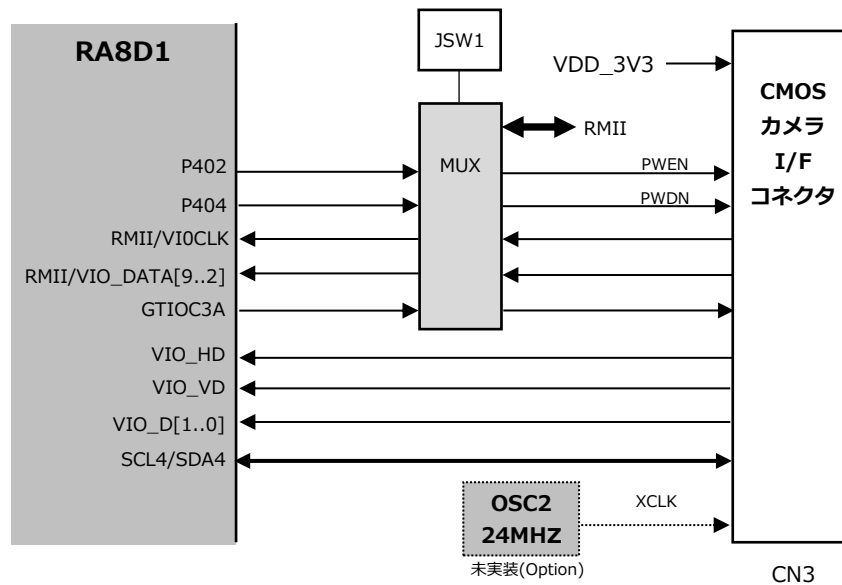 RA8D1
JSW1
VDD_3V3
CMOS
カメラ
I/F
コネクタ
RMII
MUX
P402
PWEN
P404
PWDN
RMII/VI0CLK
RMII/VIO_DATA[9..2]
GTIOC3A
VIO_HD
VIO_VD
VIO_D[1..0]
SCL4/SDA4
OSC2
24MHZ
XCLK
未実装(Option)
CN3